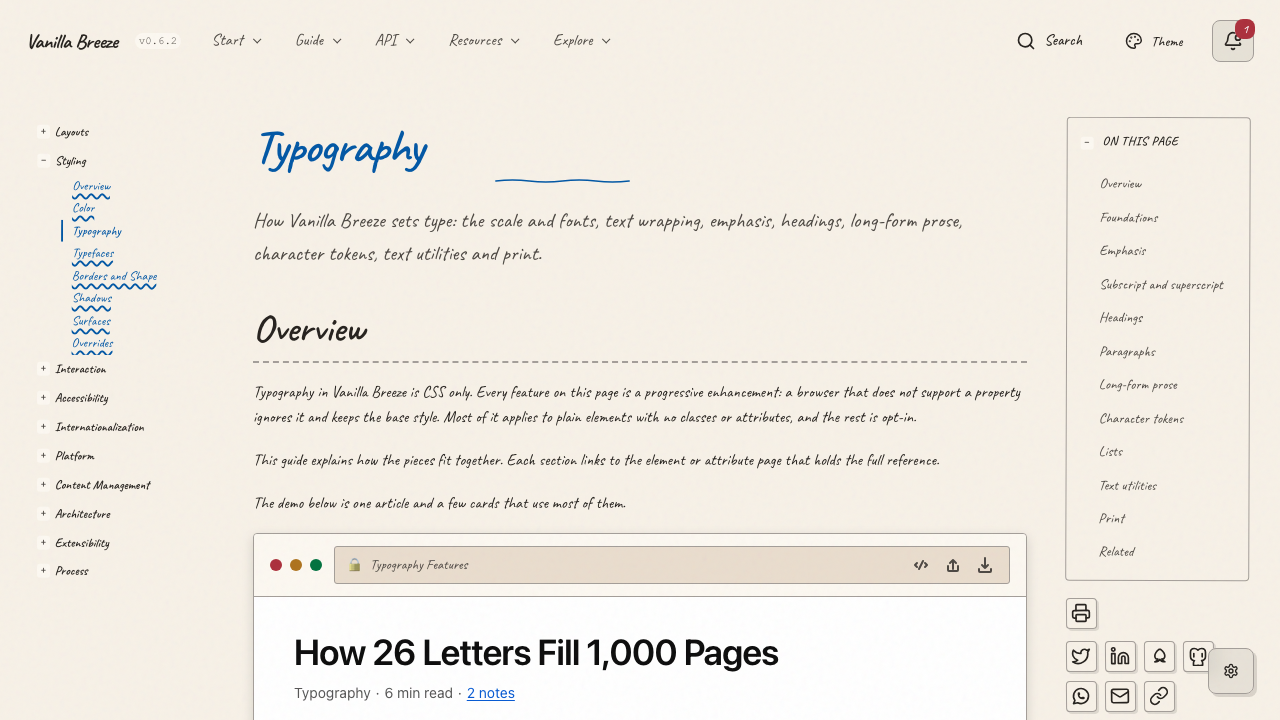 Vanilla Breeze
v0.6.2
Start
Guide
API
Resources
Explore
Search
Theme
1
+ Layouts
− Styling
Overview
Color
Typography
Typefaces
Borders and Shape
Shadows
Surfaces
Overrides
+ Interaction
+ Accessibility
+ Internationalization
+ Platform
+ Content Management
+ Architecture
+ Extensibility
+ Process
Typography
How Vanilla Breeze sets type: the scale and fonts, text wrapping, emphasis, headings, long-form prose,
character tokens, text utilities and print.
Overview
Typography in Vanilla Breeze is CSS only. Every feature on this page is a progressive enhancement: a browser that does not support a property
ignores it and keeps the base style. Most of it applies to plain elements with no classes or attributes, and the rest is opt-in.
This guide explains how the pieces fit together. Each section links to the element or attribute page that holds the full reference.
The demo below is one article and a few cards that use most of them.
Typography Features
How 26 Letters Fill 1,000 Pages
Typography · 6 min read · 2 notes
− ON THIS PAGE
Overview
Foundations
Emphasis
Subscript and superscript
Headings
Paragraphs
Long-form prose
Character tokens
Lists
Text utilities
Print
Related